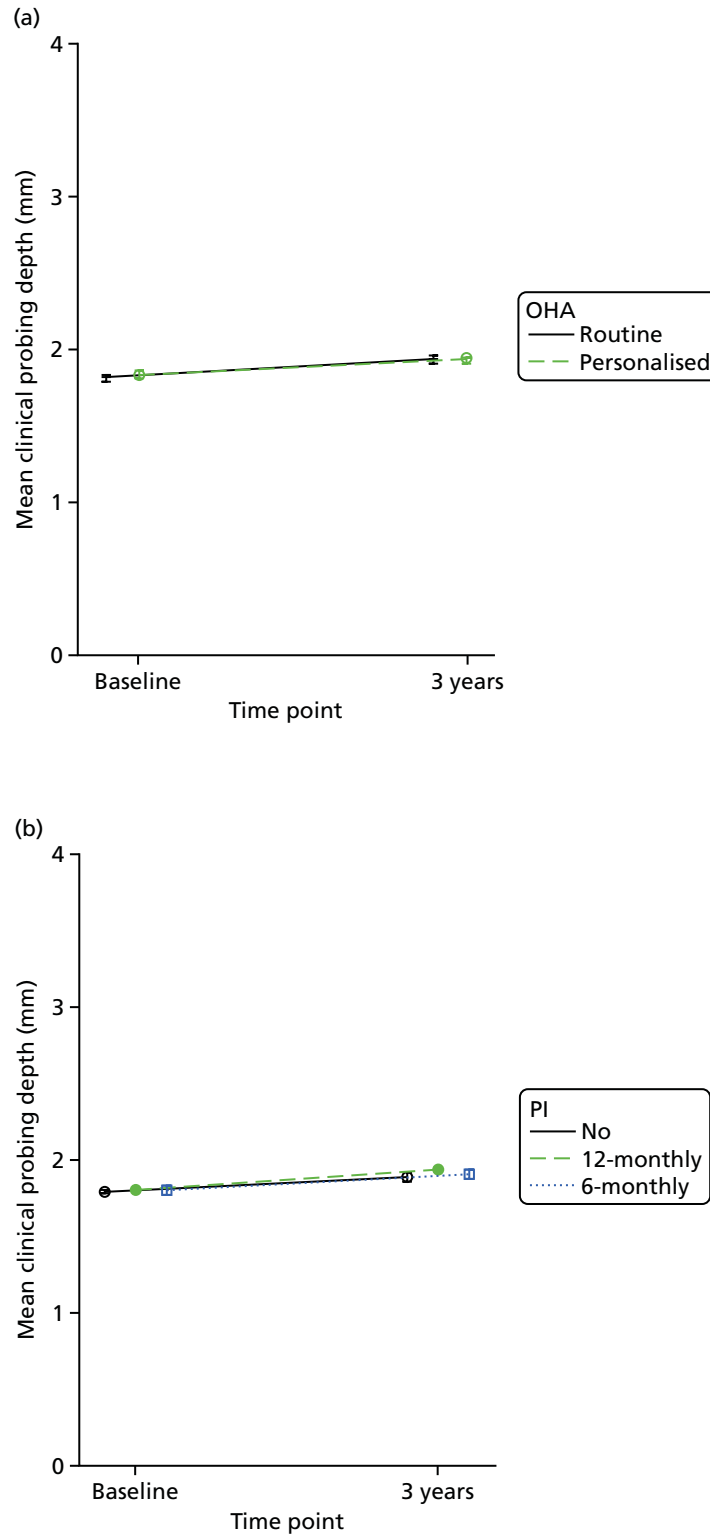 (a)
4
3
2
1
0
Mean clinical probing depth (mm)
Baseline
3 years
Time point
OHA
Routine
Personalised
(b)
4
3
2
1
0
Mean clinical probing depth (mm)
Baseline
3 years
Time point
PI
No
12-monthly
6-monthly